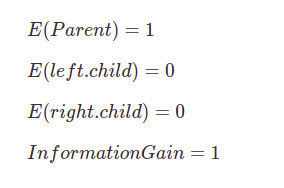 E(Parent) = 1
E(left.child) = 0
E(right.child) = 0
InformationGain = 1